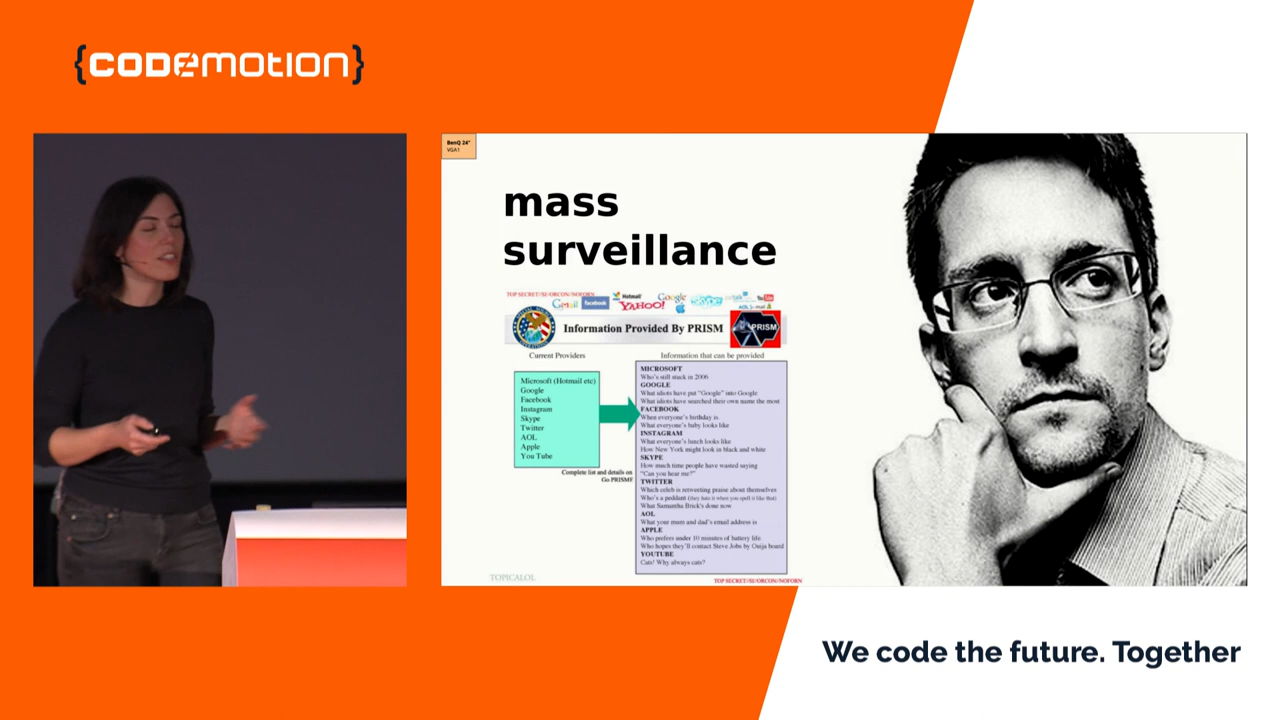 {CODEMOTION}
BenQ 24"
VGA1
mass
surveillance
TOP SECRET//SI//ORCON//NOFORN
Gmail
facebook
Hotmail
YAHOO!
Google
skype
paltalk
YouTube
AOL
mail
Information Provided By PRISM
PRISM
Current Providers
Information that can be provided
Microsoft (Hotmail etc)
Google
Facebook
Instagram
Skype
Twitter
AOL
Apple
You Tube
Complete list and details on
Go PRISMF
MICROSOFT
Who's still stuck in 2006
GOOGLE
What idiots have put "Google" into Google
What idiots have searched their own name the most
FACEBOOK
When everyone's birthday is
What everyone's baby looks like
INSTAGRAM
What everyone's lunch looks like
How New York might look in black and white
SKYPE
How much time people have wasted saying
"Can you hear me?"
TWITTER
Which celeb is retweeting praise about themselves
Who's a peddant (they hate it when you spell it like that)
What Samantha Brick's done now
AOL
What your mum and dad's email address is
APPLE
Who prefers under 10 minutes of battery life.
Who hopes they'll contact Steve Jobs by Ouija board
YOUTUBE
Cats! Why always cats?
TOPICALOL
TOP SECRET//SI//ORCON//NOFORN
We code the future. Together